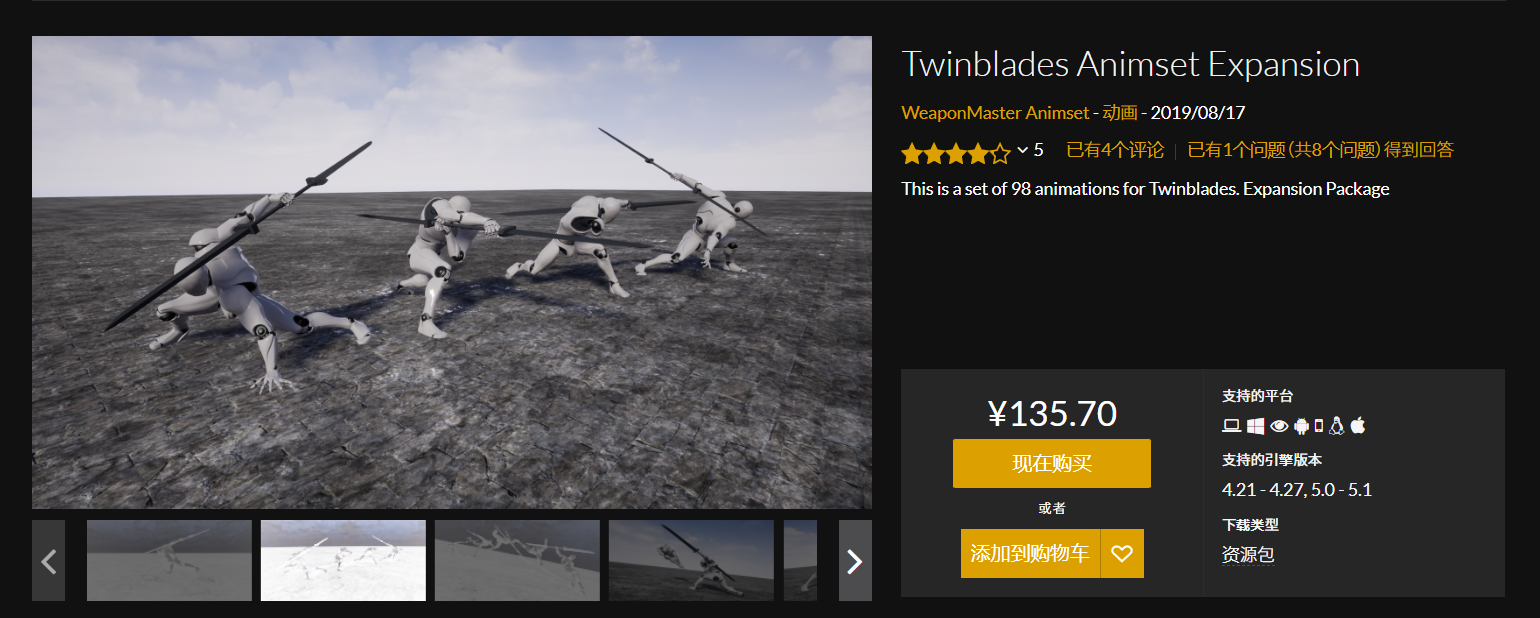 Twinblades Animset Expansion
WeaponMaster Animset - 动画 - 2019/08/17
5 已有4个评论 | 已有1个问题 (共8个问题) 得到回答
This is a set of 98 animations for Twinblades. Expansion Package
¥135.70
现在购买
或者
添加到购物车
支持的平台
支持的引擎版本
4.21 - 4.27, 5.0 - 5.1
下载类型
资源包